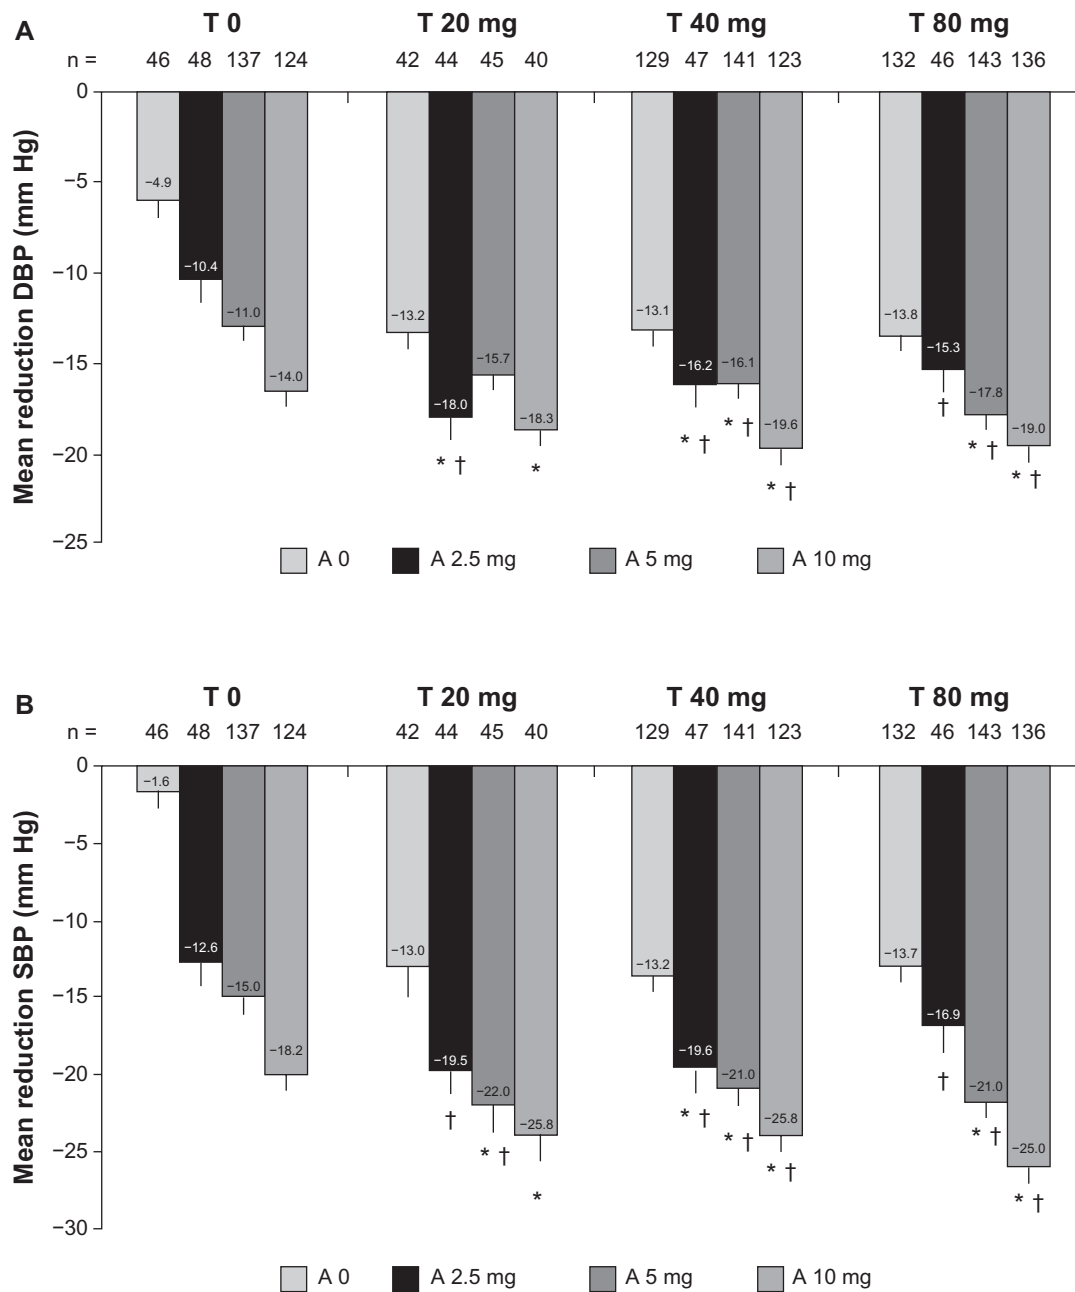 A
T 0 T 20 mg T 40 mg T 80 mg
n = 46 48 137 124 42 44 45 40 129 47 141 123 132 46 143 136
Mean reduction DBP (mm Hg)
0
−5
−10
−15
−20
−25
−4.9 −10.4 −11.0 −14.0
−13.2 −18.0 −15.7 −18.3
−13.1 −16.2 −16.1 −19.6
−13.8 −15.3 −17.8 −19.0
* † * * † * † * † † * † * †
A 0 A 2.5 mg A 5 mg A 10 mg
B
T 0 T 20 mg T 40 mg T 80 mg
n = 46 48 137 124 42 44 45 40 129 47 141 123 132 46 143 136
Mean reduction SBP (mm Hg)
0
−5
−10
−15
−20
−25
−30
−1.6 −12.6 −15.0 −18.2
−13.0 −19.5 −22.0 −25.8
−13.2 −19.6 −21.0 −25.8
−13.7 −16.9 −21.0 −25.0
† * † * * † * † * † † * † * †
A 0 A 2.5 mg A 5 mg A 10 mg